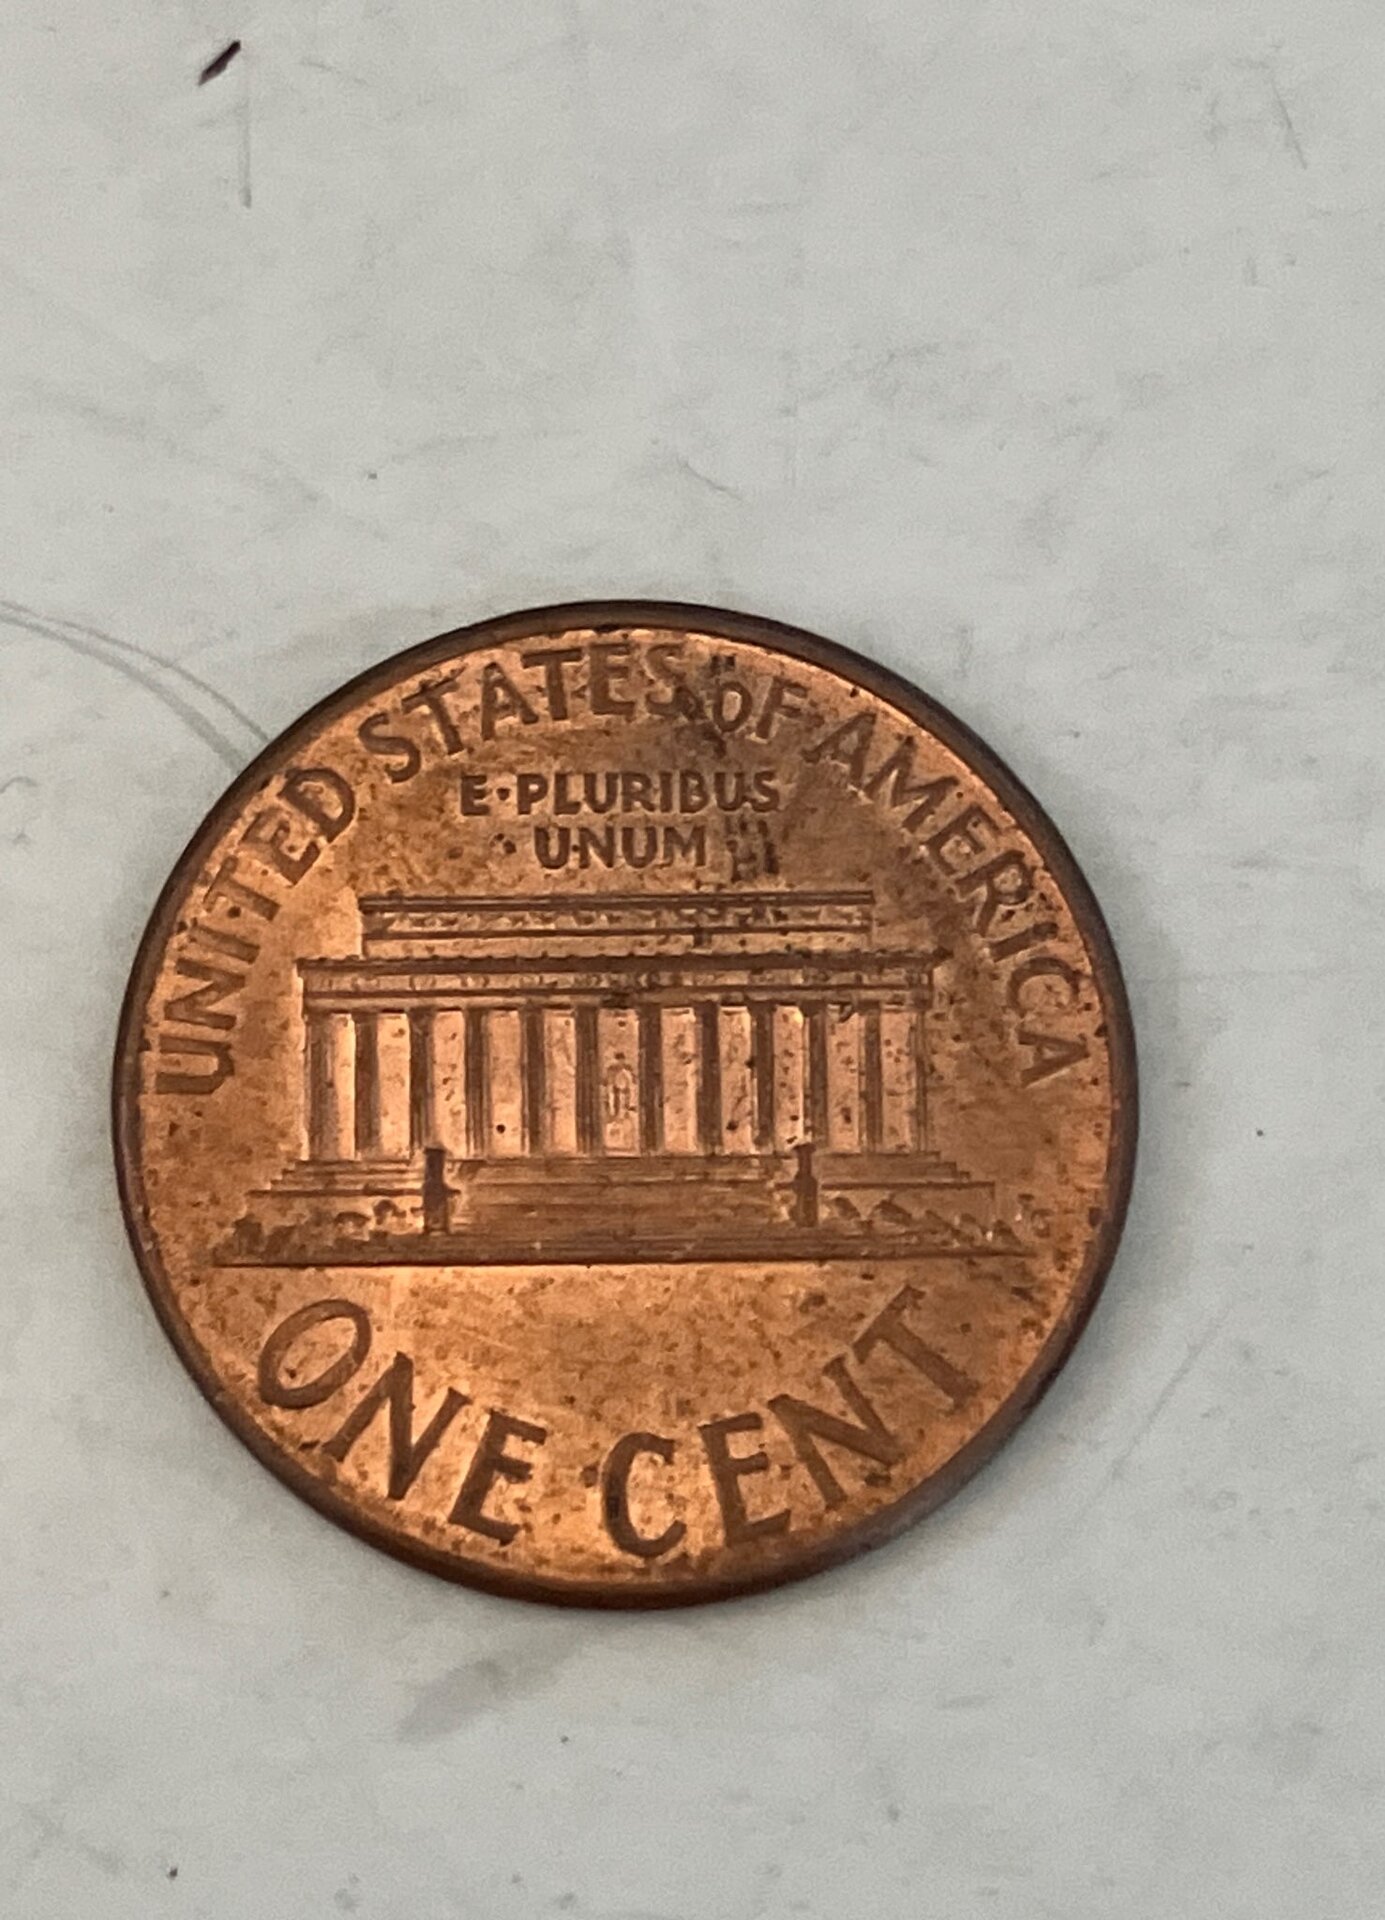 UNITED STATES OF AMERICA
E·PLURIBUS
UNUM
ONE CENT